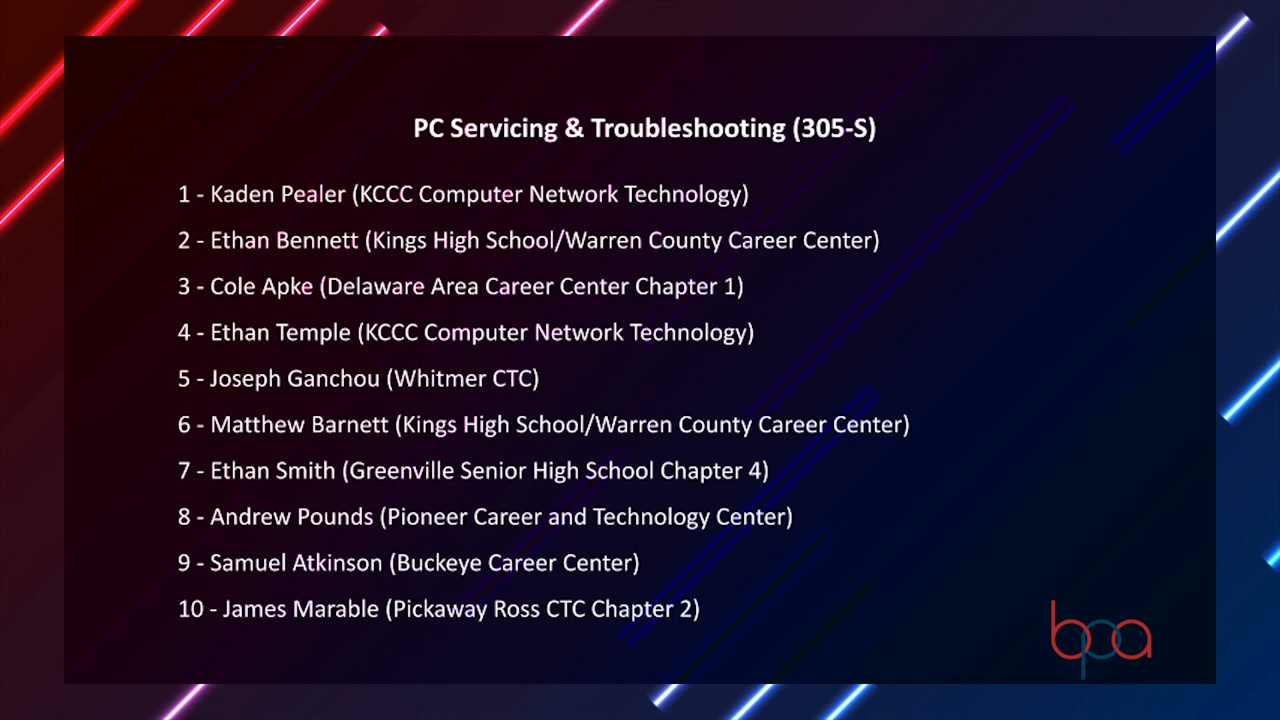 PC Servicing & Troubleshooting (305-S)
1 - Kaden Pealer (KCCC Computer Network Technology)
2 - Ethan Bennett (Kings High School/Warren County Career Center)
3 - Cole Apke (Delaware Area Career Center Chapter 1)
4 - Ethan Temple (KCCC Computer Network Technology)
5 - Joseph Ganchou (Whitmer CTC)
6 - Matthew Barnett (Kings High School/Warren County Career Center)
7 - Ethan Smith (Greenville Senior High School Chapter 4)
8 - Andrew Pounds (Pioneer Career and Technology Center)
9 - Samuel Atkinson (Buckeye Career Center)
10 - James Marable (Pickaway Ross CTC Chapter 2)
bpa